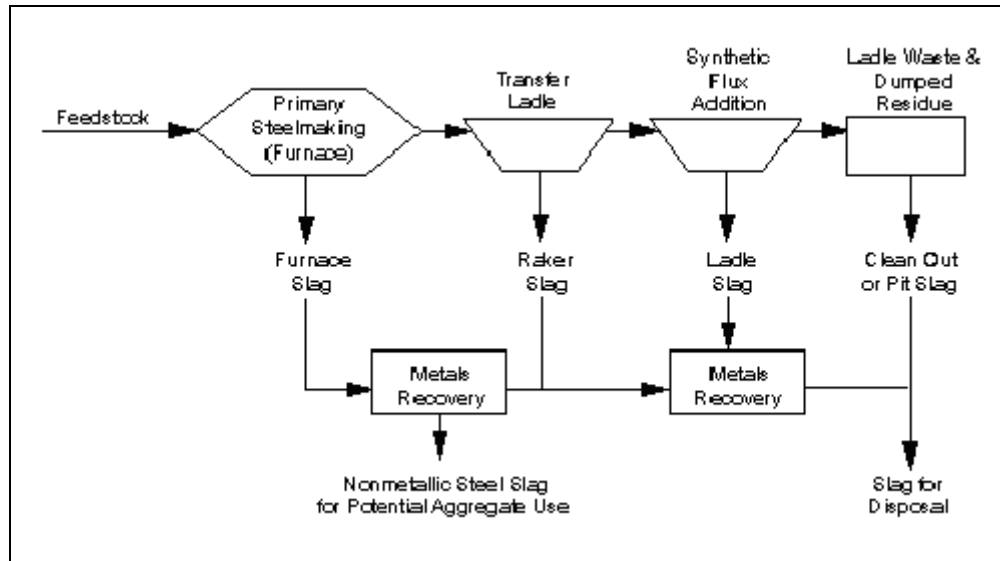 Feedstock
Primary
Steelmaking
(Furnace)
Transfer
Ladle
Synthetic
Flux
Addition
Ladle Waste &
Dumped
Residue
Furnace
Slag
Raker
Slag
Ladle
Slag
Clean Out
or Pit Slag
Metals
Recovery
Metals
Recovery
Nonmetallic Steel Slag
for Potential Aggregate Use
Slag for
Disposal